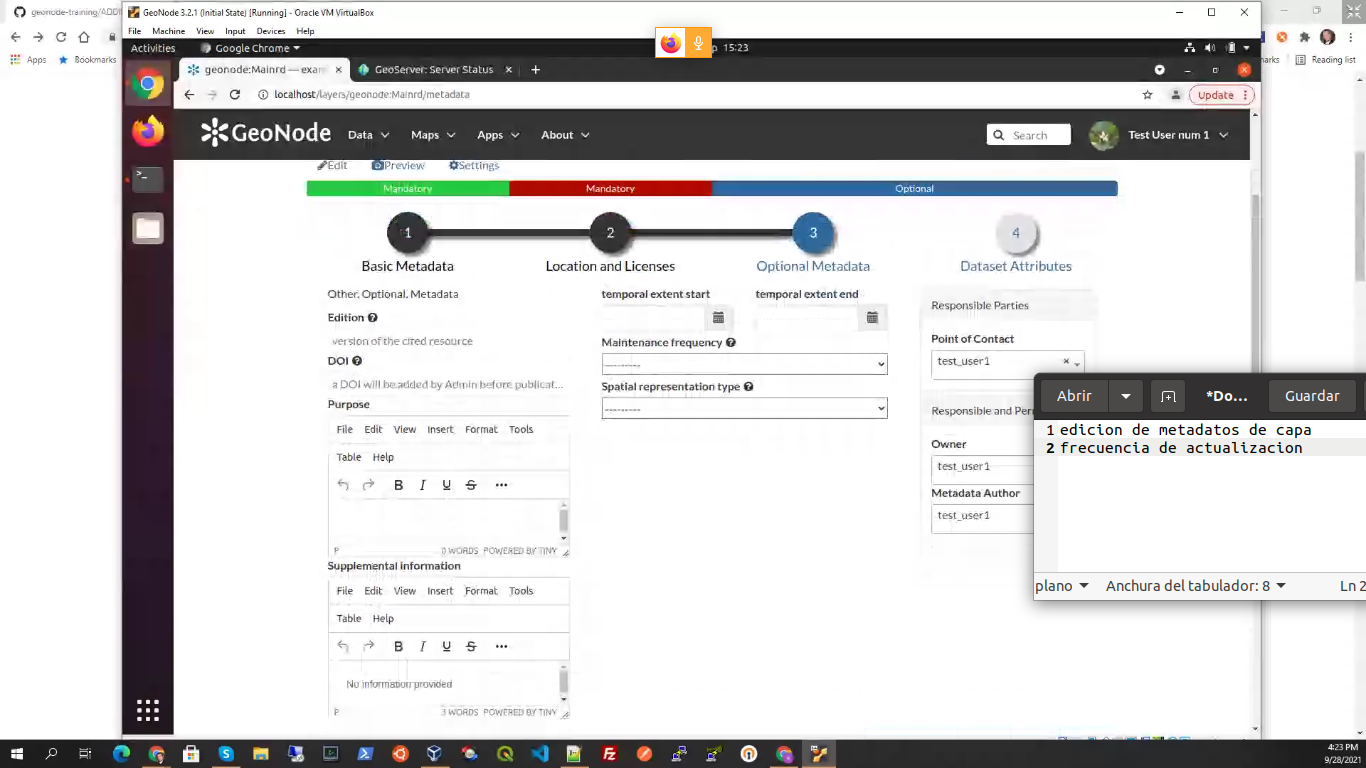 geonode-training/ADD
GeoNode 3.2.1 (Initial State) [Running] - Oracle VM VirtualBox
File Machine View Input Devices Help
Activities Google Chrome 15:23
Apps Bookmarks
Reading list
geonode:Mainrd — exam GeoServer: Server Status
localhost/layers/geonode:Mainrd/metadata
Update
GeoNode Data Maps Apps About Search Test User num 1
Edit Preview Settings
Mandatory Mandatory Optional
1 2 3 4
Basic Metadata Location and Licenses Optional Metadata Dataset Attributes
Other, Optional, Metadata
Edition
version of the cited resource
DOI
a DOI will be added by Admin before publicat...
Purpose
File Edit View Insert Format Tools
Table Help
B I U S ...
P 0 WORDS POWERED BY TINY
Supplemental information
File Edit View Insert Format Tools
Table Help
B I U S ...
No information provided
P 3 WORDS POWERED BY TINY
temporal extent start temporal extent end
Maintenance frequency
---------
Spatial representation type
---------
Responsible Parties
Point of Contact
test_user1 ×
Responsible and Per
Owner
test_user1
Metadata Author
test_user1
Abrir *Do... Guardar
1 edicion de metadatos de capa
2 frecuencia de actualizacion
plano Anchura del tabulador: 8 Ln 2
4:23 PM
9/28/2021